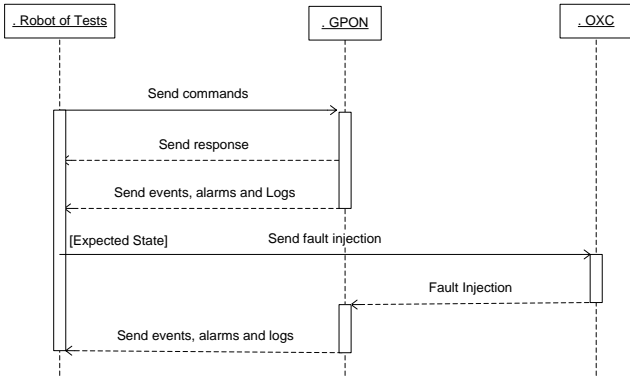 . Robot of Tests
. GPON
. OXC
Send commands
Send response
Send events, alarms and Logs
[Expected State]
Send fault injection
Fault Injection
Send events, alarms and logs